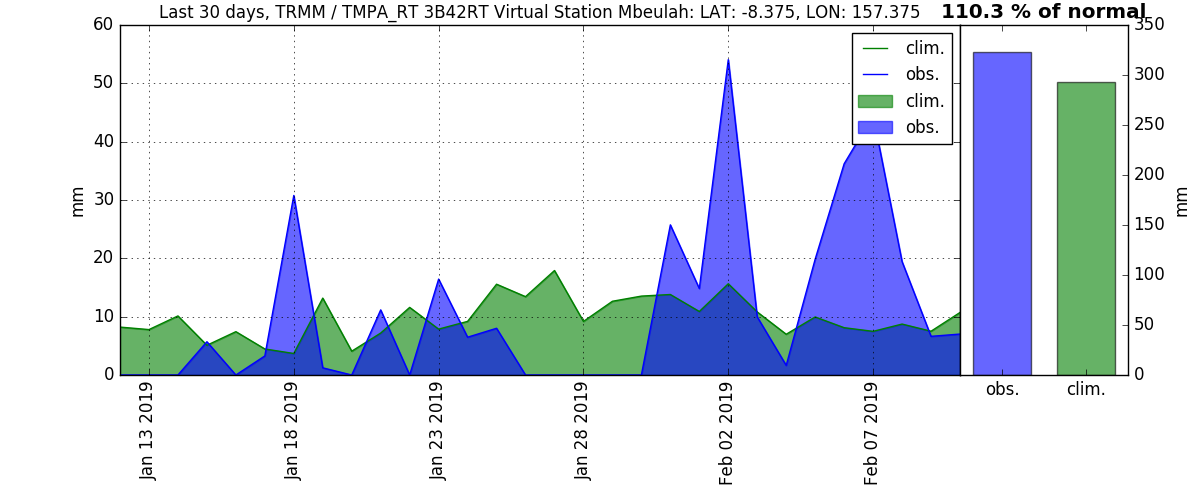 Last 30 days, TRMM / TMPA_RT 3B42RT Virtual Station Mbeulah: LAT: -8.375, LON: 157.375
110.3 % of normal
60
50
40
30
20
10
0
mm
clim.
obs.
clim.
obs.
Jan 13 2019
Jan 18 2019
Jan 23 2019
Jan 28 2019
Feb 02 2019
Feb 07 2019
350
300
250
200
150
100
50
0
mm
obs.
clim.